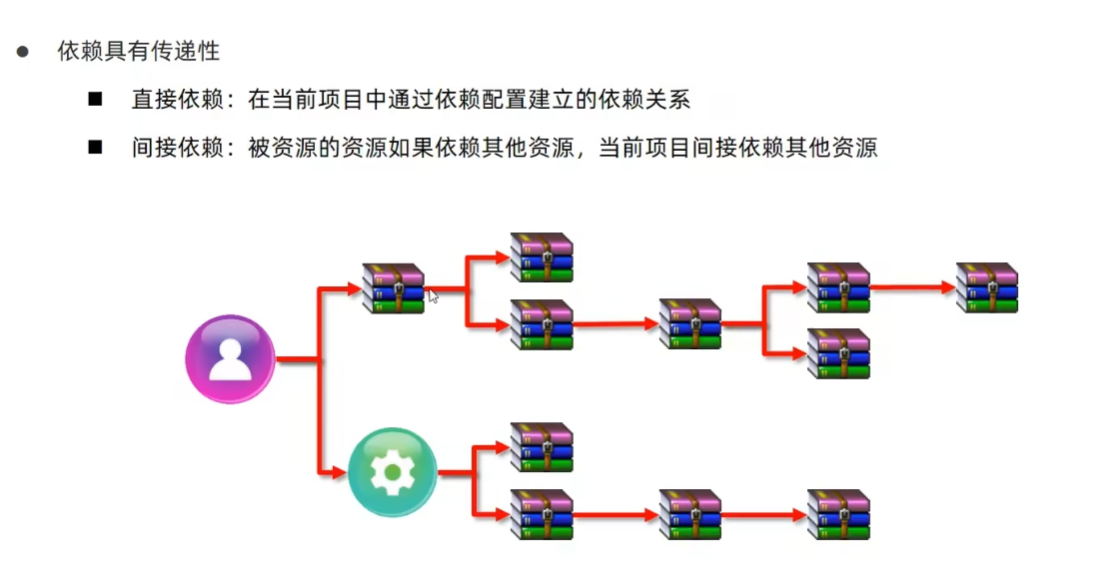 依赖具有传递性
直接依赖：在当前项目中通过依赖配置建立的依赖关系
间接依赖：被资源的资源如果依赖其他资源，当前项目间接依赖其他资源